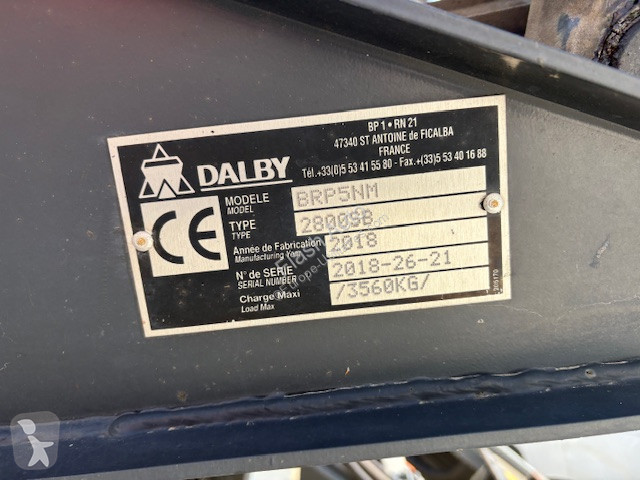 DALBY
BP 1 • RN 21
47340 ST ANTOINE de FICALBA
FRANCE
Tél.+33(0)5 53 41 55 80 - Fax.+(33)5 53 40 16 88
CE
MODELE
MODEL
BRP5NM
TYPE
TYPE
2800SB
Année de Fabrication
Manufacturing Year
2018
N° de SERIE
SERIAL NUMBER
2018-26-21
Charge Maxi
Load Max
/3560KG/